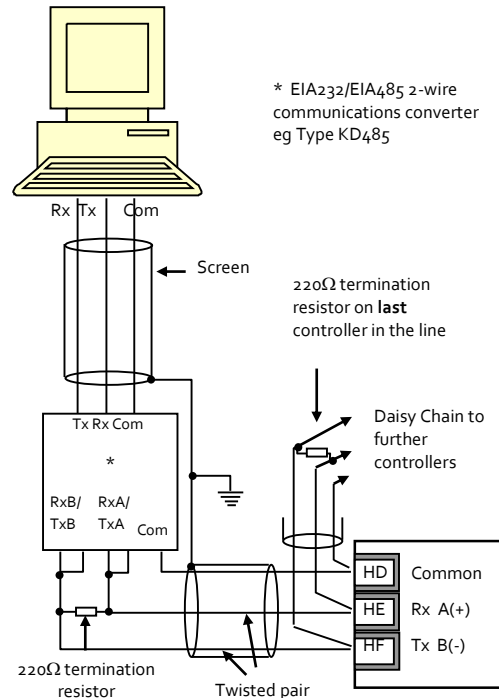 * EIA232/EIA485 2-wire
communications converter
eg Type KD485
Rx Tx Com
Screen
220Ω termination
resistor on last
controller in the line
Tx Rx Com
*
Daisy Chain to
further
controllers
RxB/
TxB
RxA/
TxA
Com
HD Common
HE Rx A(+)
HF Tx B(-)
220Ω termination
resistor
Twisted pair